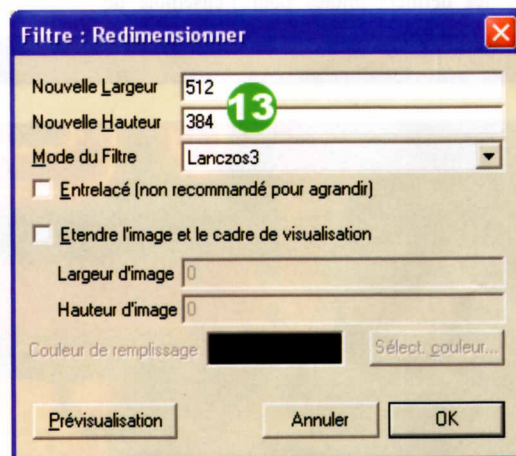 Filtre : Redimensionner
Nouvelle Largeur 512
13
Nouvelle Hauteur 384
Mode du Filtre Lanczos3
Entrelacé (non recommandé pour agrandir)
Etendre l'image et le cadre de visualisation
Largeur d'image 0
Hauteur d'image 0
Couleur de remplissage Sélect. couleur...
Prévisualisation Annuler OK